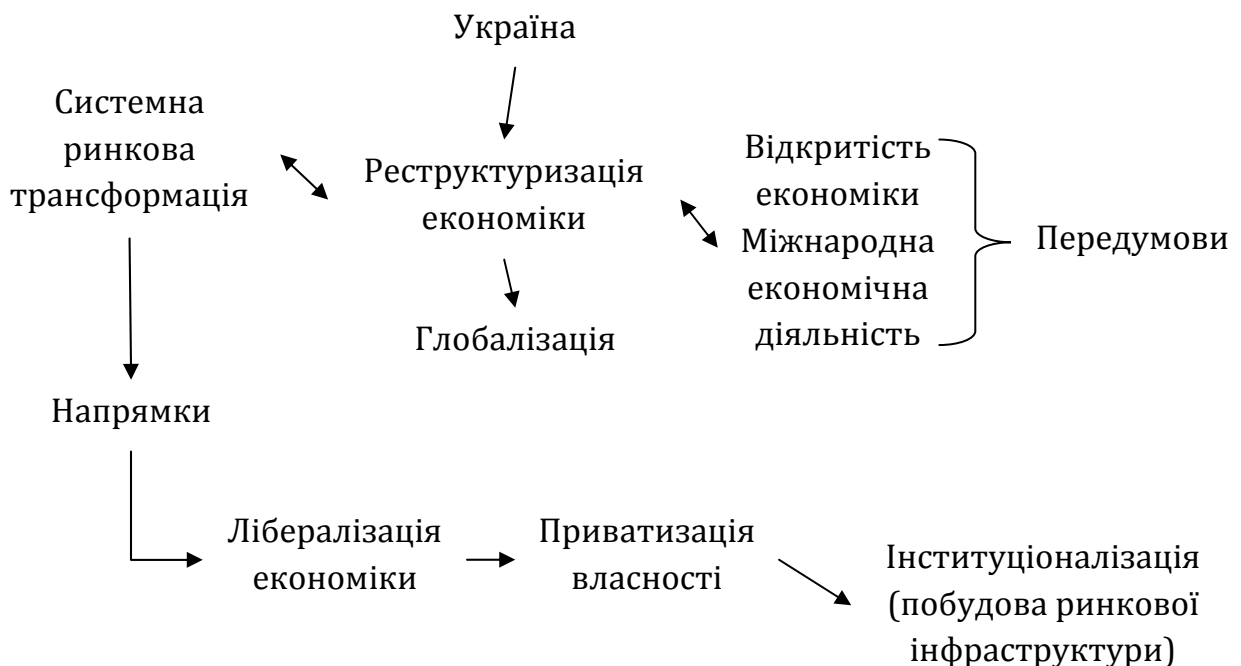 Україна
Системна
ринкова
трансформація
Реструктуризація
економіки
Відкритість
економіки
Міжнародна
економічна
діяльність
Передумови
Глобалізація
Напрямки
Лібералізація
економіки
Приватизація
власності
Інституціоналізація
(побудова ринкової
інфраструктури)